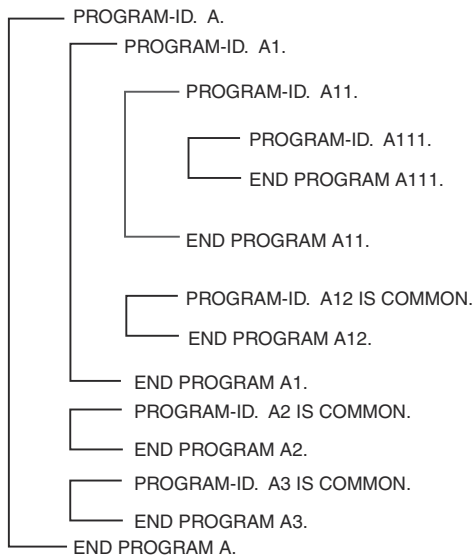 PROGRAM-ID. A.
PROGRAM-ID. A1.
PROGRAM-ID. A11.
PROGRAM-ID. A111.
END PROGRAM A111.
END PROGRAM A11.
PROGRAM-ID. A12 IS COMMON.
END PROGRAM A12.
END PROGRAM A1.
PROGRAM-ID. A2 IS COMMON.
END PROGRAM A2.
PROGRAM-ID. A3 IS COMMON.
END PROGRAM A3.
END PROGRAM A.